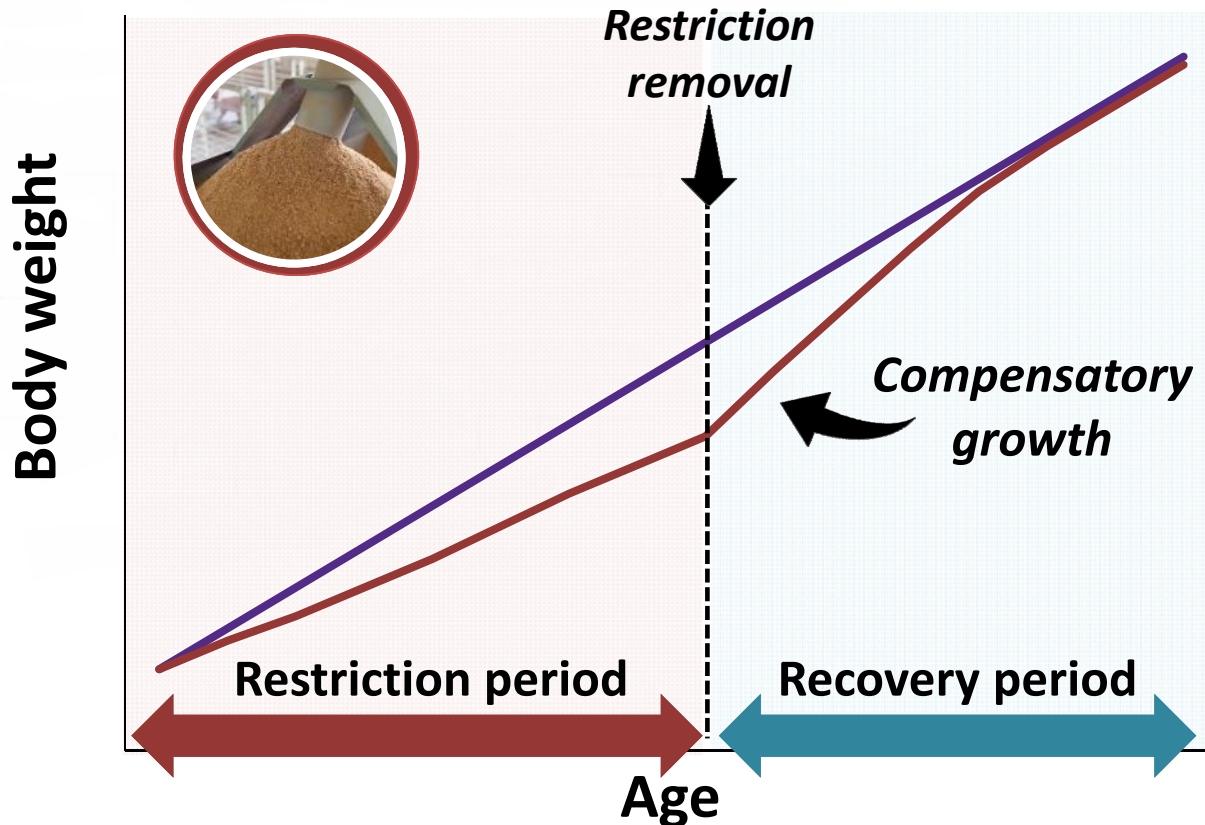 Restriction
removal
Body weight
Compensatory
growth
Restriction period
Recovery period
Age